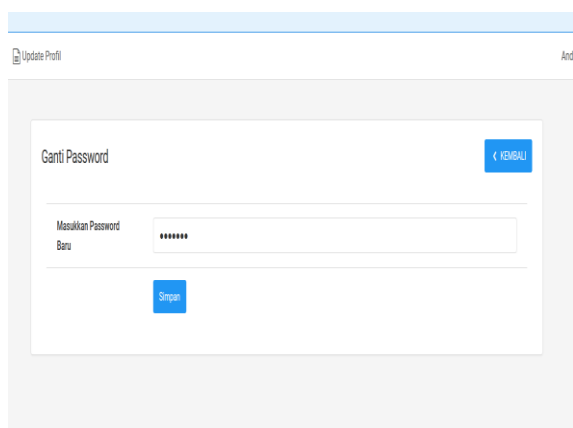 Update Profil
And
Ganti Password
KEMBALI
Masukkan Password
Baru
•••••••
Simpan